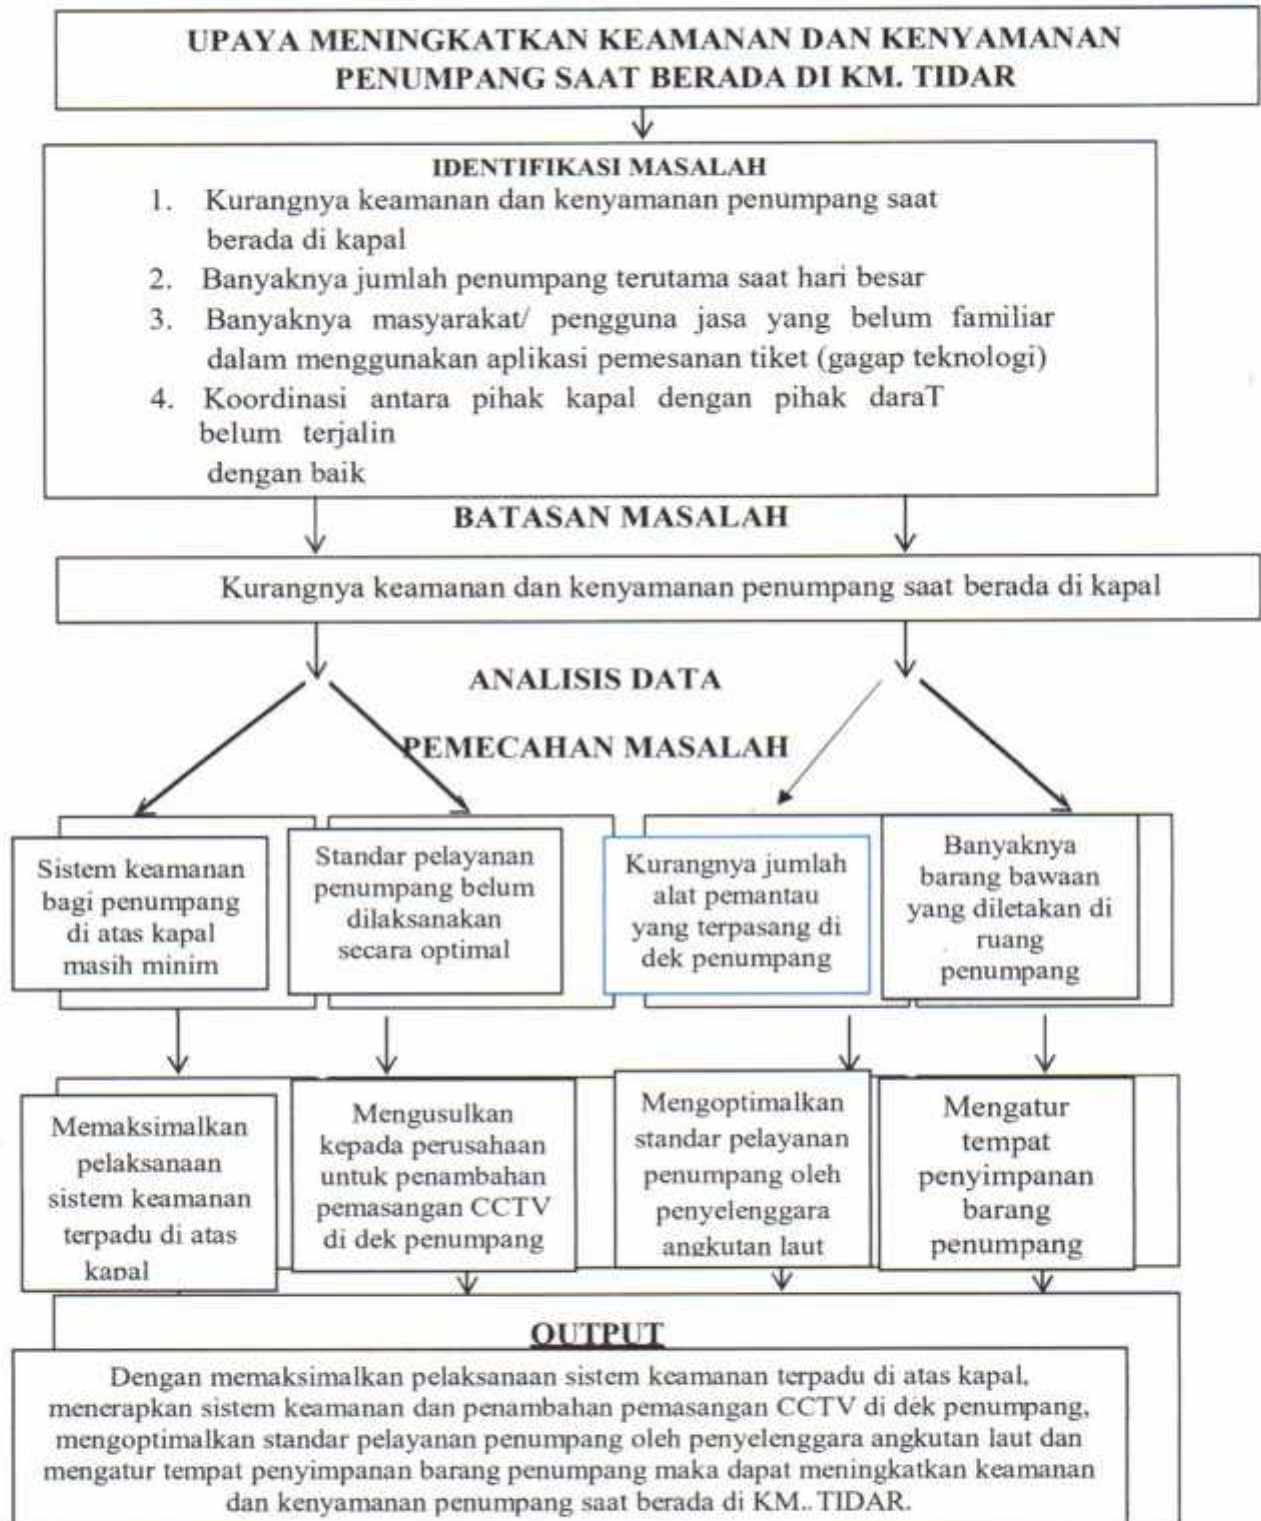 UPAYA MENINGKATKAN KEAMANAN DAN KENYAMANAN
PENUMPANG SAAT BERADA DI KM. TIDAR
IDENTIFIKASI MASALAH
1. Kurangnya keamanan dan kenyamanan penumpang saat
berada di kapal
2. Banyaknya jumlah penumpang terutama saat hari besar
3. Banyaknya masyarakat/ pengguna jasa yang belum familiar
dalam menggunakan aplikasi pemesanan tiket (gagap teknologi)
4. Koordinasi antara pihak kapal dengan pihak daraT
belum terjalin
dengan baik
BATASAN MASALAH
Kurangnya keamanan dan kenyamanan penumpang saat berada di kapal
ANALISIS DATA
PEMECAHAN MASALAH
Sistem keamanan
bagi penumpang
di atas kapal
masih minim
Standar pelayanan
penumpang belum
dilaksanakan
secara optimal
Kurangnya jumlah
alat pemantau
yang terpasang di
dek penumpang
Banyaknya
barang bawaan
yang diletakan di
ruang
penumpang
Memaksimalkan
pelaksanaan
sistem keamanan
terpadu di atas
kapal
Mengusulkan
kepada perusahaan
untuk penambahan
pemasangan CCTV
di dek penumpang
Mengoptimalkan
standar pelayanan
penumpang oleh
penyelenggara
angkutan laut
Mengatur
tempat
penyimpanan
barang
penumpang
OUTPUT
Dengan memaksimalkan pelaksanaan sistem keamanan terpadu di atas kapal,
menerapkan sistem keamanan dan penambahan pemasangan CCTV di dek penumpang,
mengoptimalkan standar pelayanan penumpang oleh penyelenggara angkutan laut dan
mengatur tempat penyimpanan barang penumpang maka dapat meningkatkan keamanan
dan kenyamanan penumpang saat berada di KM.. TIDAR.